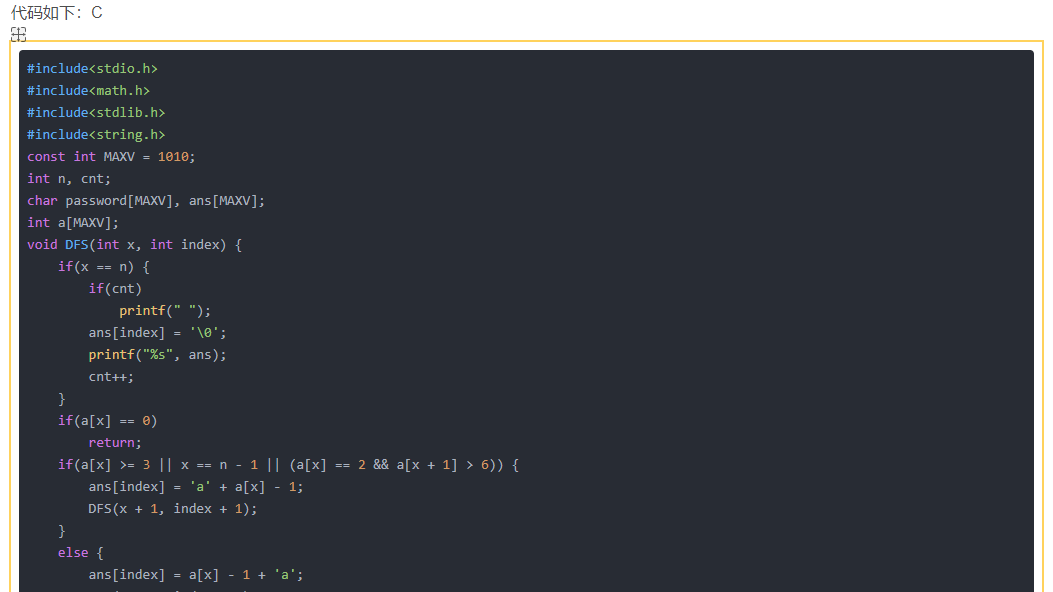 代码如下：C
#include<stdio.h>
#include<math.h>
#include<stdlib.h>
#include<string.h>
const int MAXV = 1010;
int n, cnt;
char password[MAXV], ans[MAXV];
int a[MAXV];
void DFS(int x, int index) {
    if(x == n) {
        if(cnt)
            printf(" ");
        ans[index] = '\0';
        printf("%s", ans);
        cnt++;
    }
    if(a[x] == 0)
        return;
    if(a[x] >= 3 || x == n - 1 || (a[x] == 2 && a[x + 1] > 6)) {
        ans[index] = 'a' + a[x] - 1;
        DFS(x + 1, index + 1);
    }
    else {
        ans[index] = a[x] - 1 + 'a';